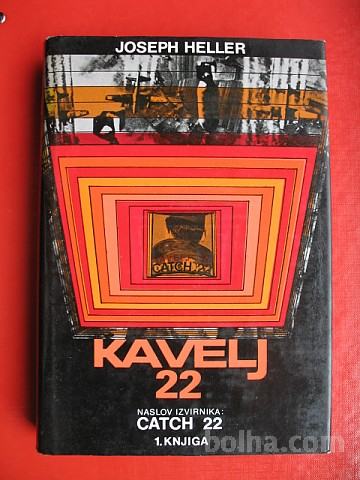 JOSEPH HELLER
CATCH 22
KAVELJ
22
NASLOV IZVIRNIKA:
CATCH 22
1. KNJIGA
bolha.com